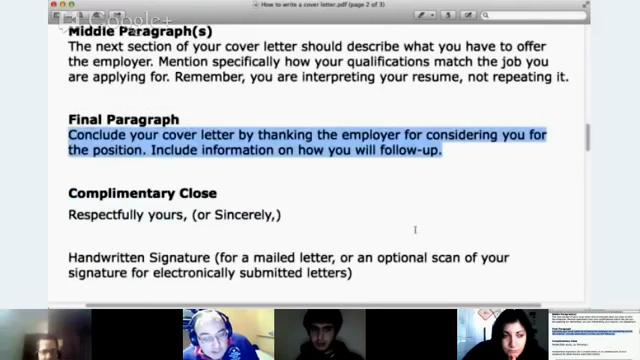 How to write a cover letter.pdf (page 2 of 3)
Google+
Middle Paragraph(s)
The next section of your cover letter should describe what you have to offer
the employer. Mention specifically how your qualifications match the job you
are applying for. Remember, you are interpreting your resume, not repeating it.
Final Paragraph
Conclude your cover letter by thanking the employer for considering you for
the position. Include information on how you will follow-up.
Complimentary Close
Respectfully yours, (or Sincerely,)
Handwritten Signature (for a mailed letter, or an optional scan of your
signature for electronically submitted letters)